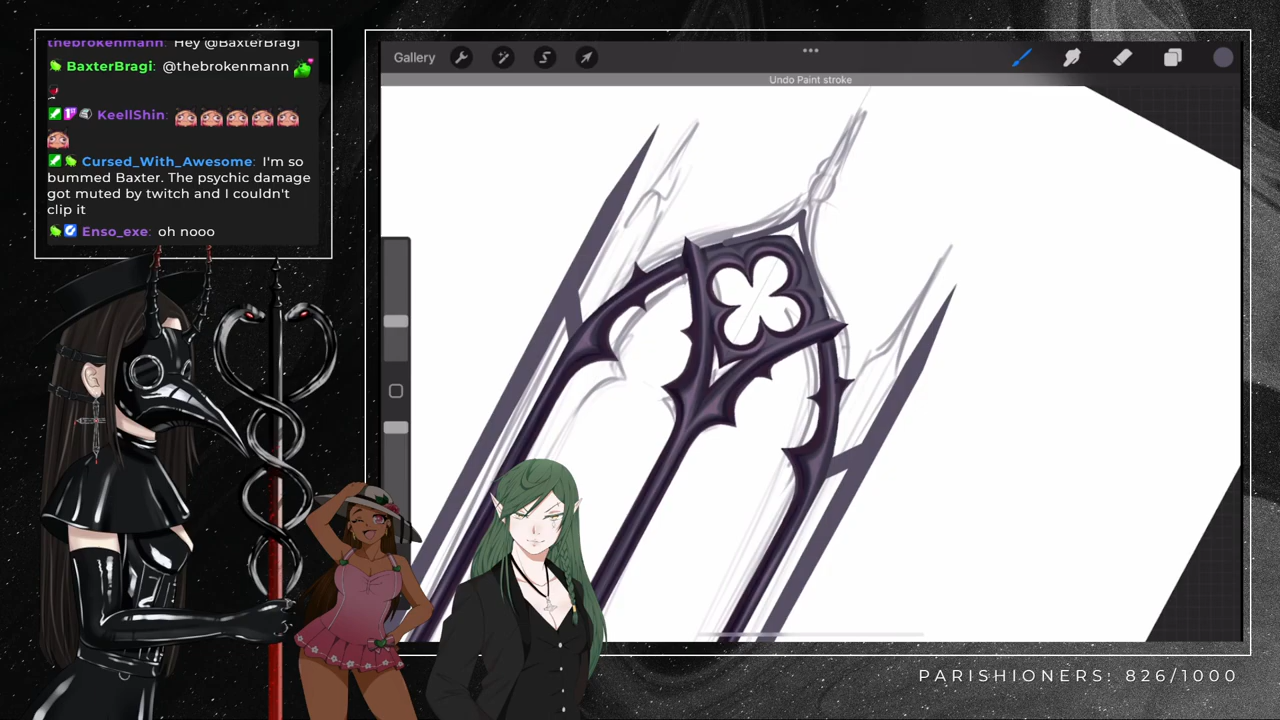 thebrokenmann: Hey @BaxterBragi
BaxterBragi: @thebrokenmann
KeellShin:
Cursed_With_Awesome: I'm so
bummed Baxter. The psychic damage
got muted by twitch and I couldn't
clip it
Enso_exe: oh nooo
Gallery
Undo Paint stroke
PARISHIONERS: 826/1000